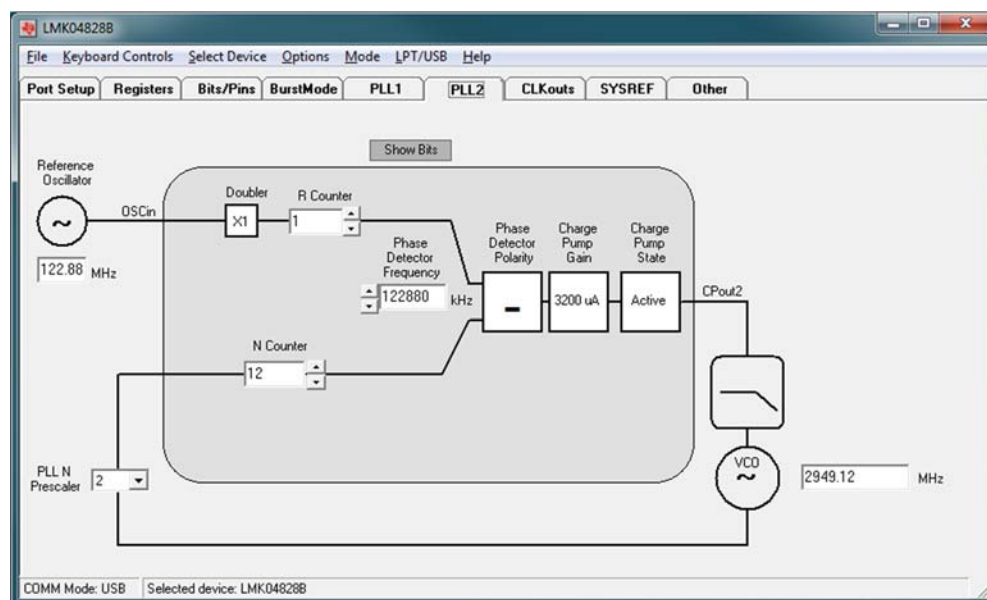 LMK04828B
File Keyboard Controls Select Device Options Mode LPT/USB Help
Port Setup Registers Bits/Pins BurstMode PLL1 PLL2 CLKouts SYSREF Other
Show Bits
Reference
Oscillator
~
122.88 MHz
OSCin
Doubler
X1
R Counter
1
Phase
Detector
Frequency
122880 kHz
Phase
Detector
Polarity
-
Charge
Pump
Gain
3200 uA
Charge
Pump
State
Active
CPout2
N Counter
12
PLL N
Prescaler
2
VCO
~
2949.12 MHz
COMM Mode: USB Selected device: LMK04828B